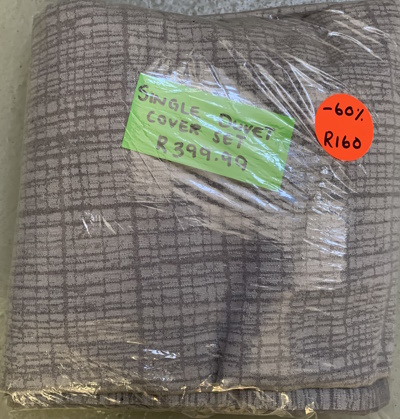 SINGLE DUVET
COVER SET
R399.99
-60%
R160